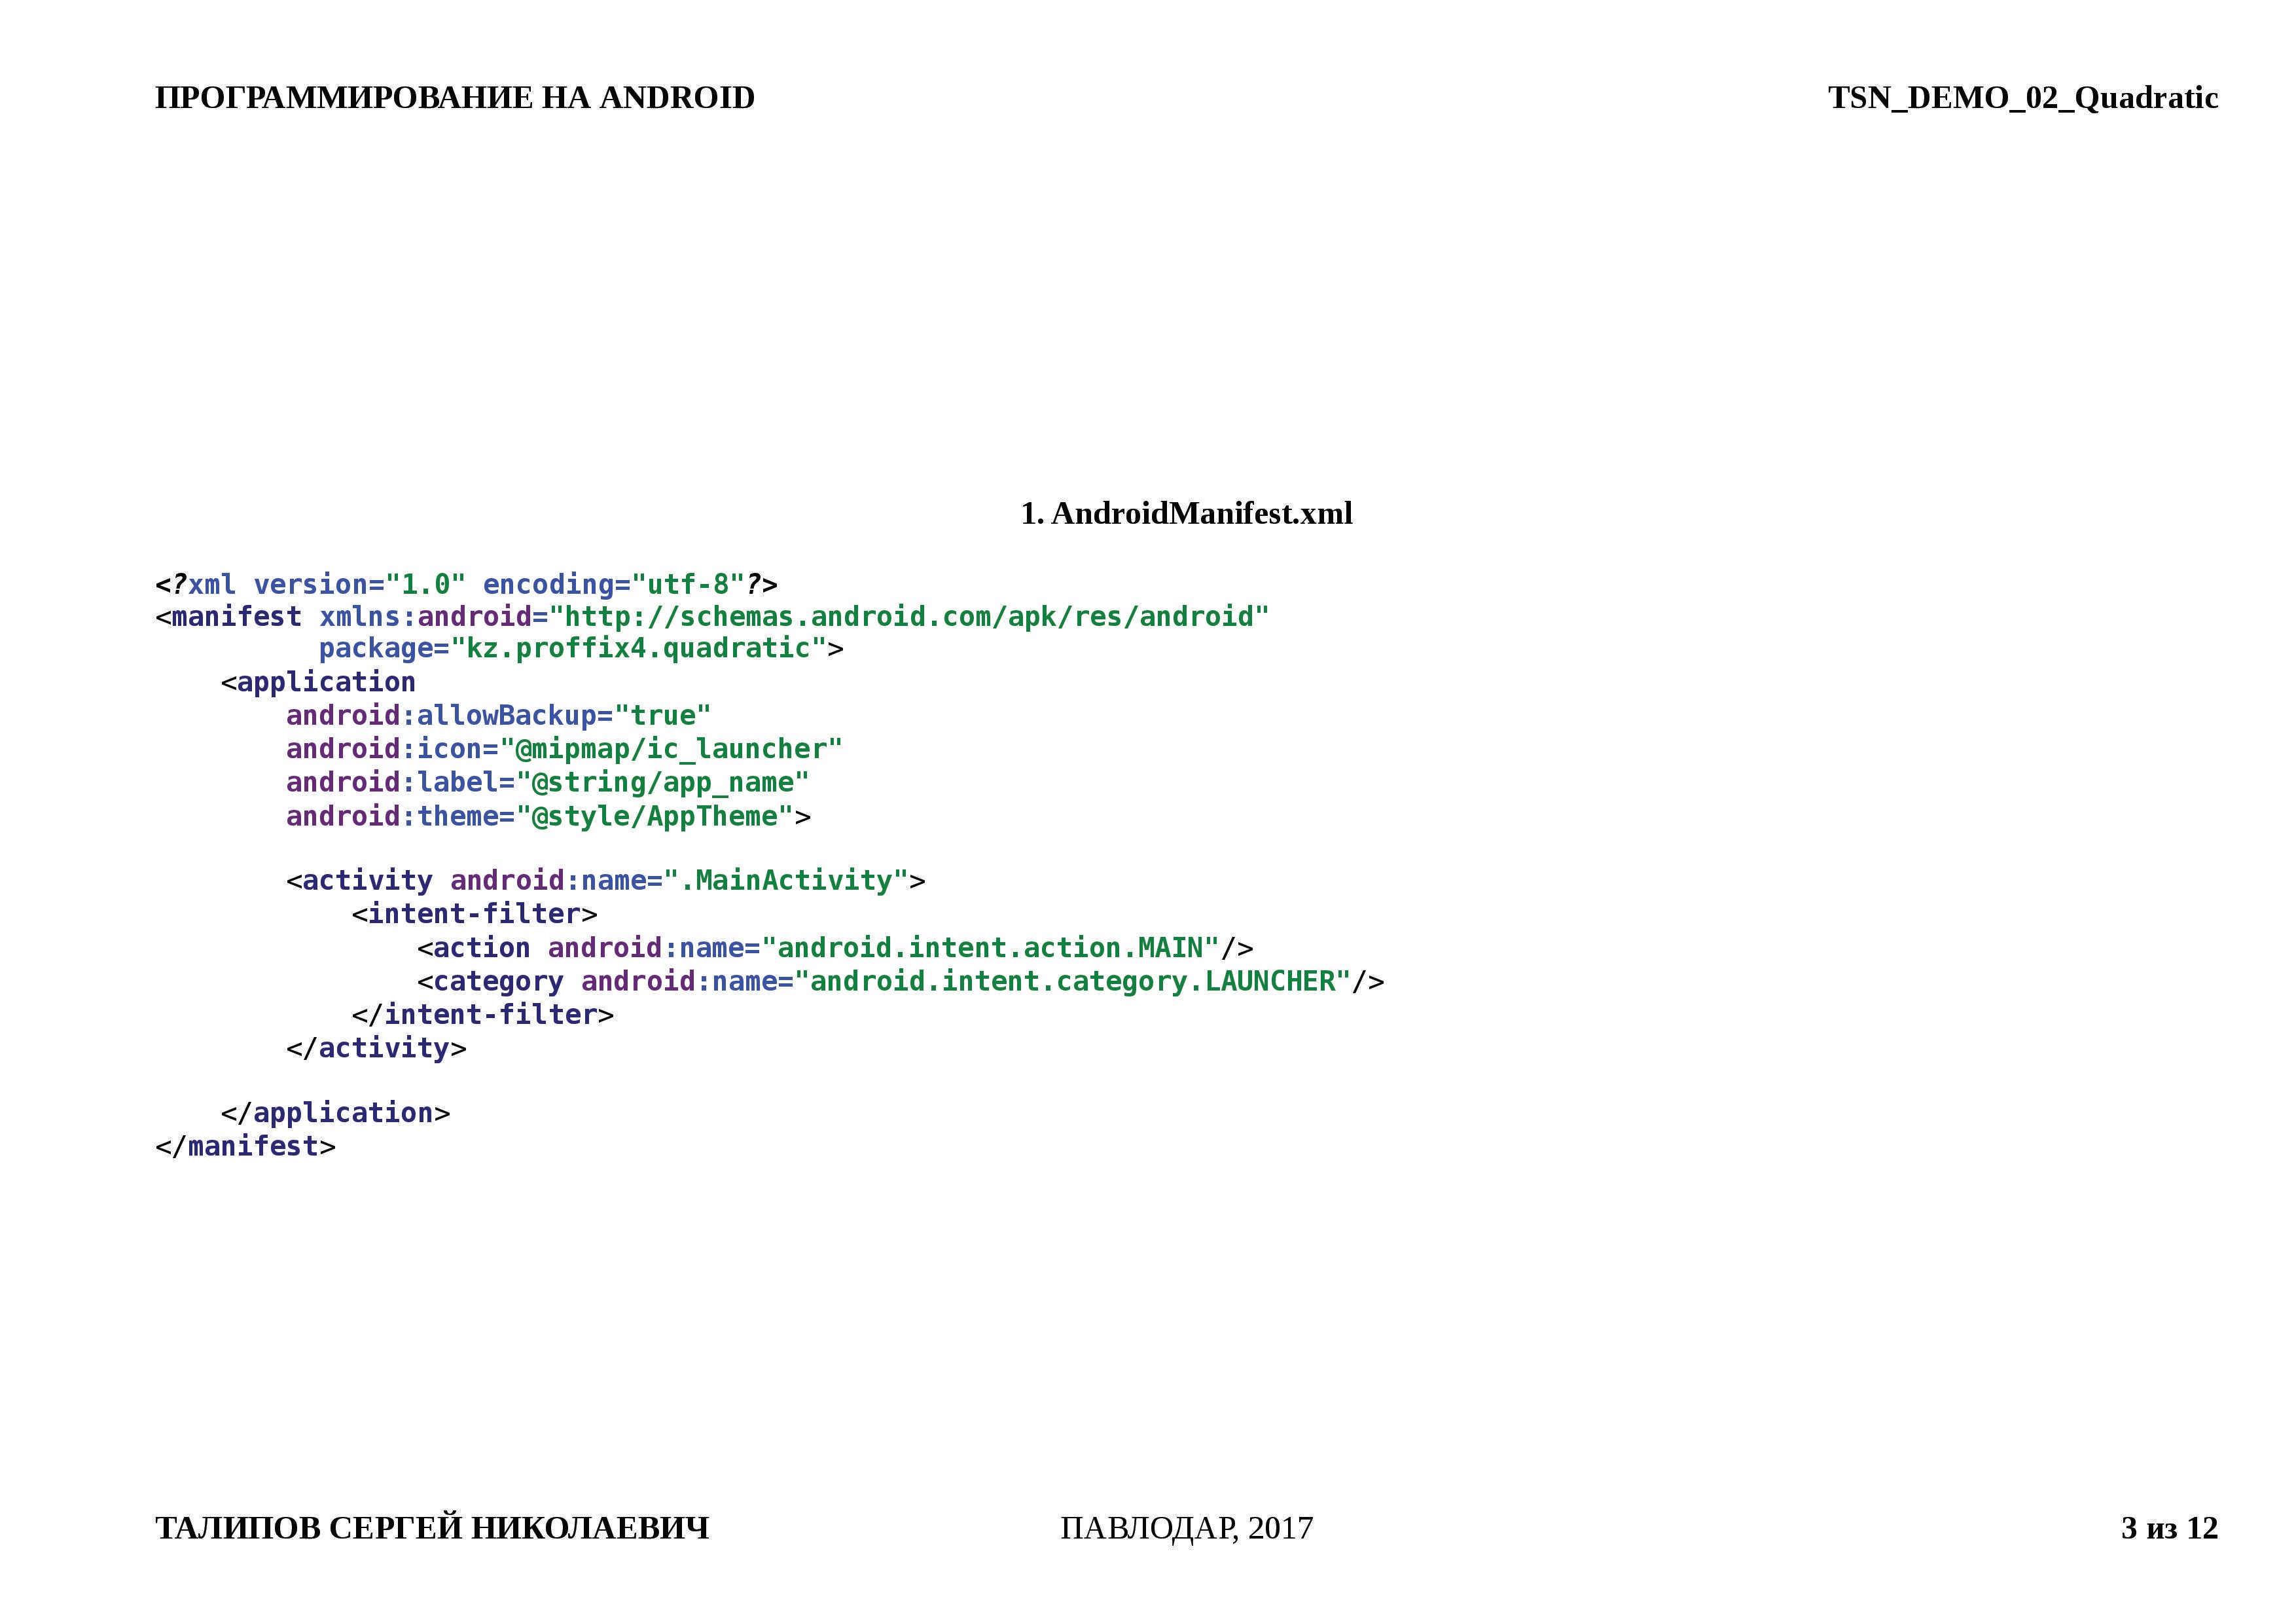 ПРОГРАММИРОВАНИЕ НА ANDROID TSN_DEMO_02_Quadratic
1. AndroidManifest.xml
<?xml version="1.0" encoding="utf-8"?>
<manifest xmlns:android="http://schemas.android.com/apk/res/android"
          package="kz.proffix4.quadratic">
    <application
        android:allowBackup="true"
        android:icon="@mipmap/ic_launcher"
        android:label="@string/app_name"
        android:theme="@style/AppTheme">
        <activity android:name=".MainActivity">
            <intent-filter>
                <action android:name="android.intent.action.MAIN"/>
                <category android:name="android.intent.category.LAUNCHER"/>
            </intent-filter>
        </activity>
    </application>
</manifest>
ТАЛИПОВ СЕРГЕЙ НИКОЛАЕВИЧ ПАВЛОДАР, 2017 3 из 12